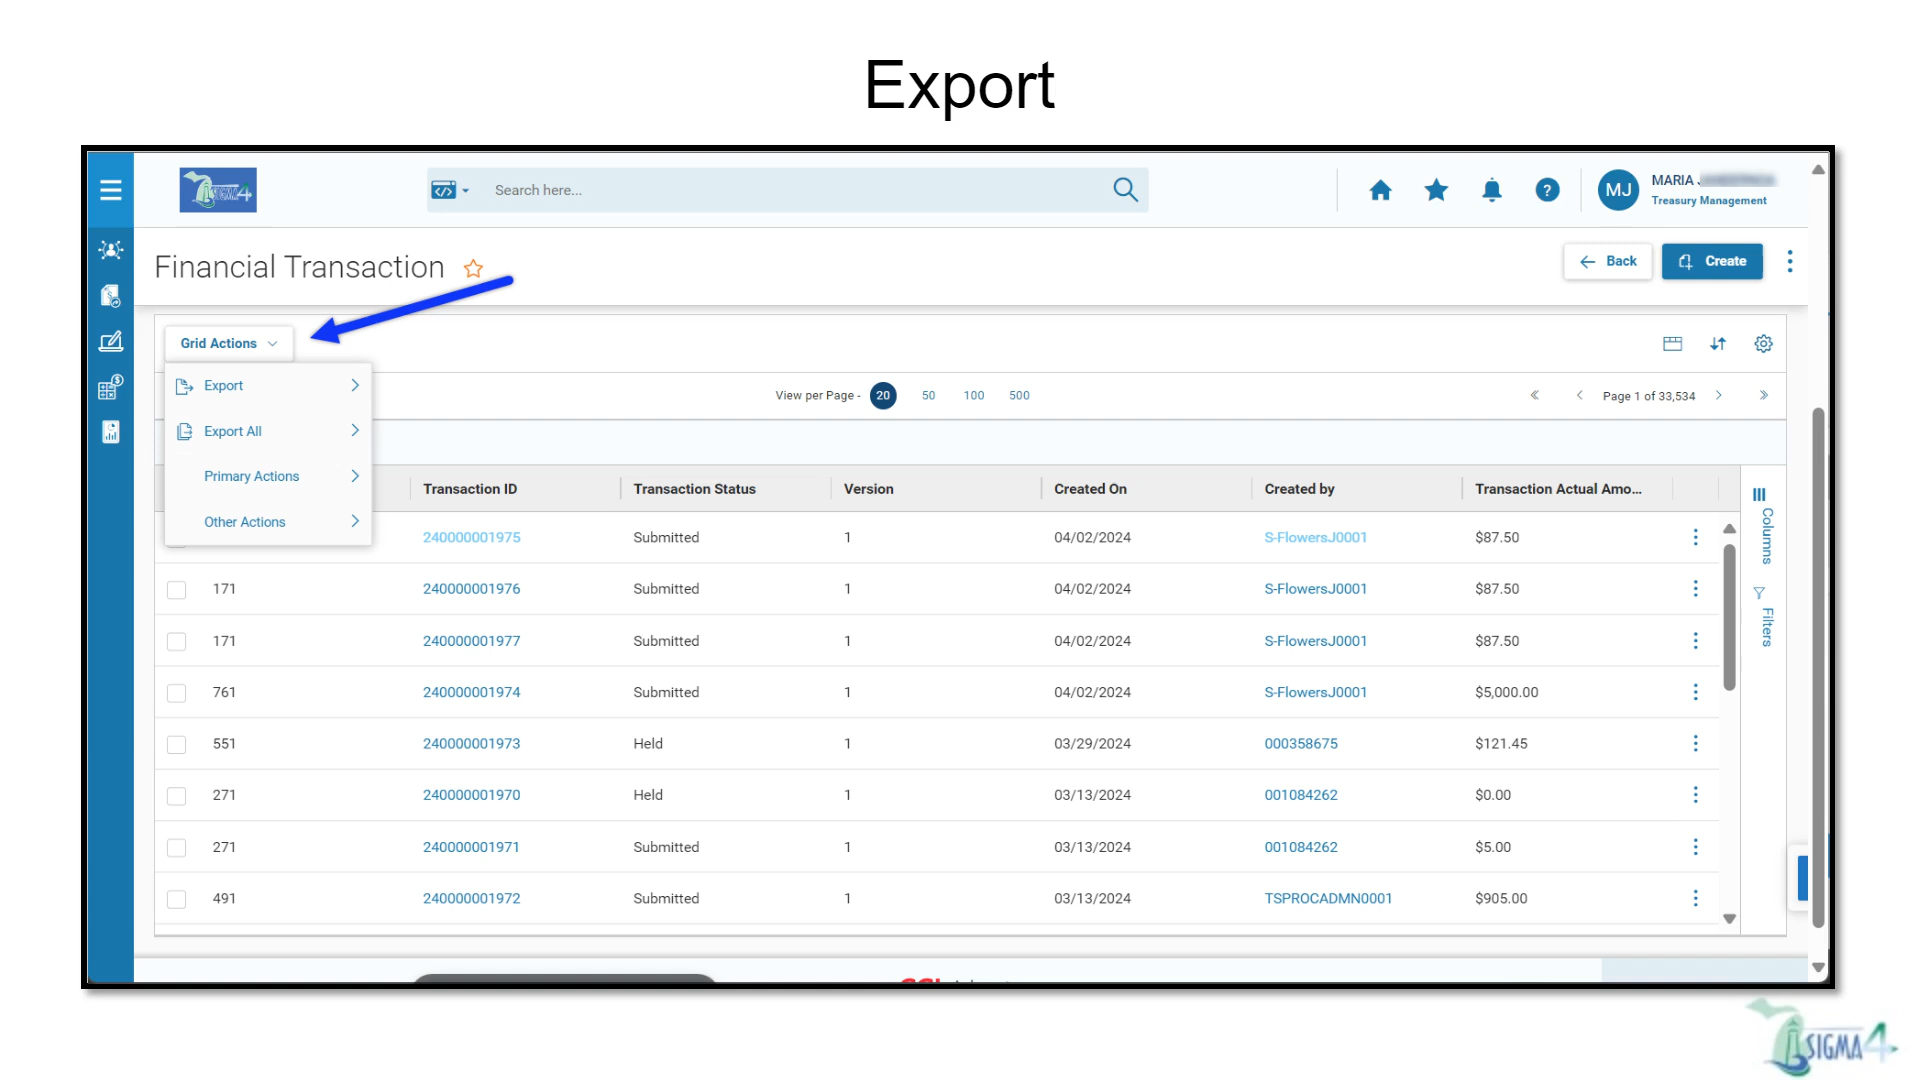 Export
SIGMA4
Search here...
?
MJ
MARIA
Treasury Management
Financial Transaction
Back
Create
Grid Actions
Export
View per Page - 20 50 100 500
Page 1 of 33,534
Export All
Primary Actions
Other Actions
Transaction ID Transaction Status Version Created On Created by Transaction Actual Amo...
Columns
Filters
240000001975 Submitted 1 04/02/2024 S-FlowersJ0001 $87.50
171 240000001976 Submitted 1 04/02/2024 S-FlowersJ0001 $87.50
171 240000001977 Submitted 1 04/02/2024 S-FlowersJ0001 $87.50
761 240000001974 Submitted 1 04/02/2024 S-FlowersJ0001 $5,000.00
551 240000001973 Held 1 03/29/2024 000358675 $121.45
271 240000001970 Held 1 03/13/2024 001084262 $0.00
271 240000001971 Submitted 1 03/13/2024 001084262 $5.00
491 240000001972 Submitted 1 03/13/2024 TSPROCADMN0001 $905.00
SIGMA4